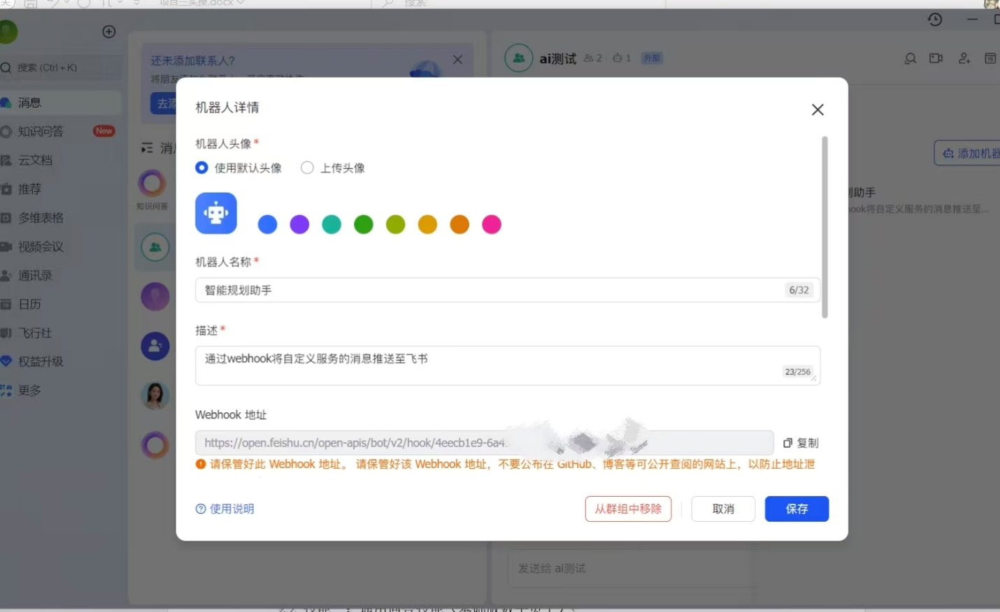 项目三实操.docx
搜索
搜索 (Ctrl+K)
消息
知识问答
New
云文档
推荐
多维表格
视频会议
通讯录
日历
飞行社
权益升级
更多
还未添加联系人?
去添
消
知识问答
ai测试
2
1
外部
添加机器
划助手
hook将自定义服务的消息推送至...
发送给 ai测试
机器人详情
机器人头像*
使用默认头像
上传头像
机器人名称*
智能规划助手
6/32
描述*
通过webhook将自定义服务的消息推送至飞书
23/256
Webhook 地址
https://open.feishu.cn/open-apis/bot/v2/hook/4eecb1e9-6a4
复制
请保管好此 Webhook 地址。 请保管好该 Webhook 地址，不要公布在 GitHub、博客等可公开查阅的网站上，以防止地址泄
使用说明
从群组中移除
取消
保存